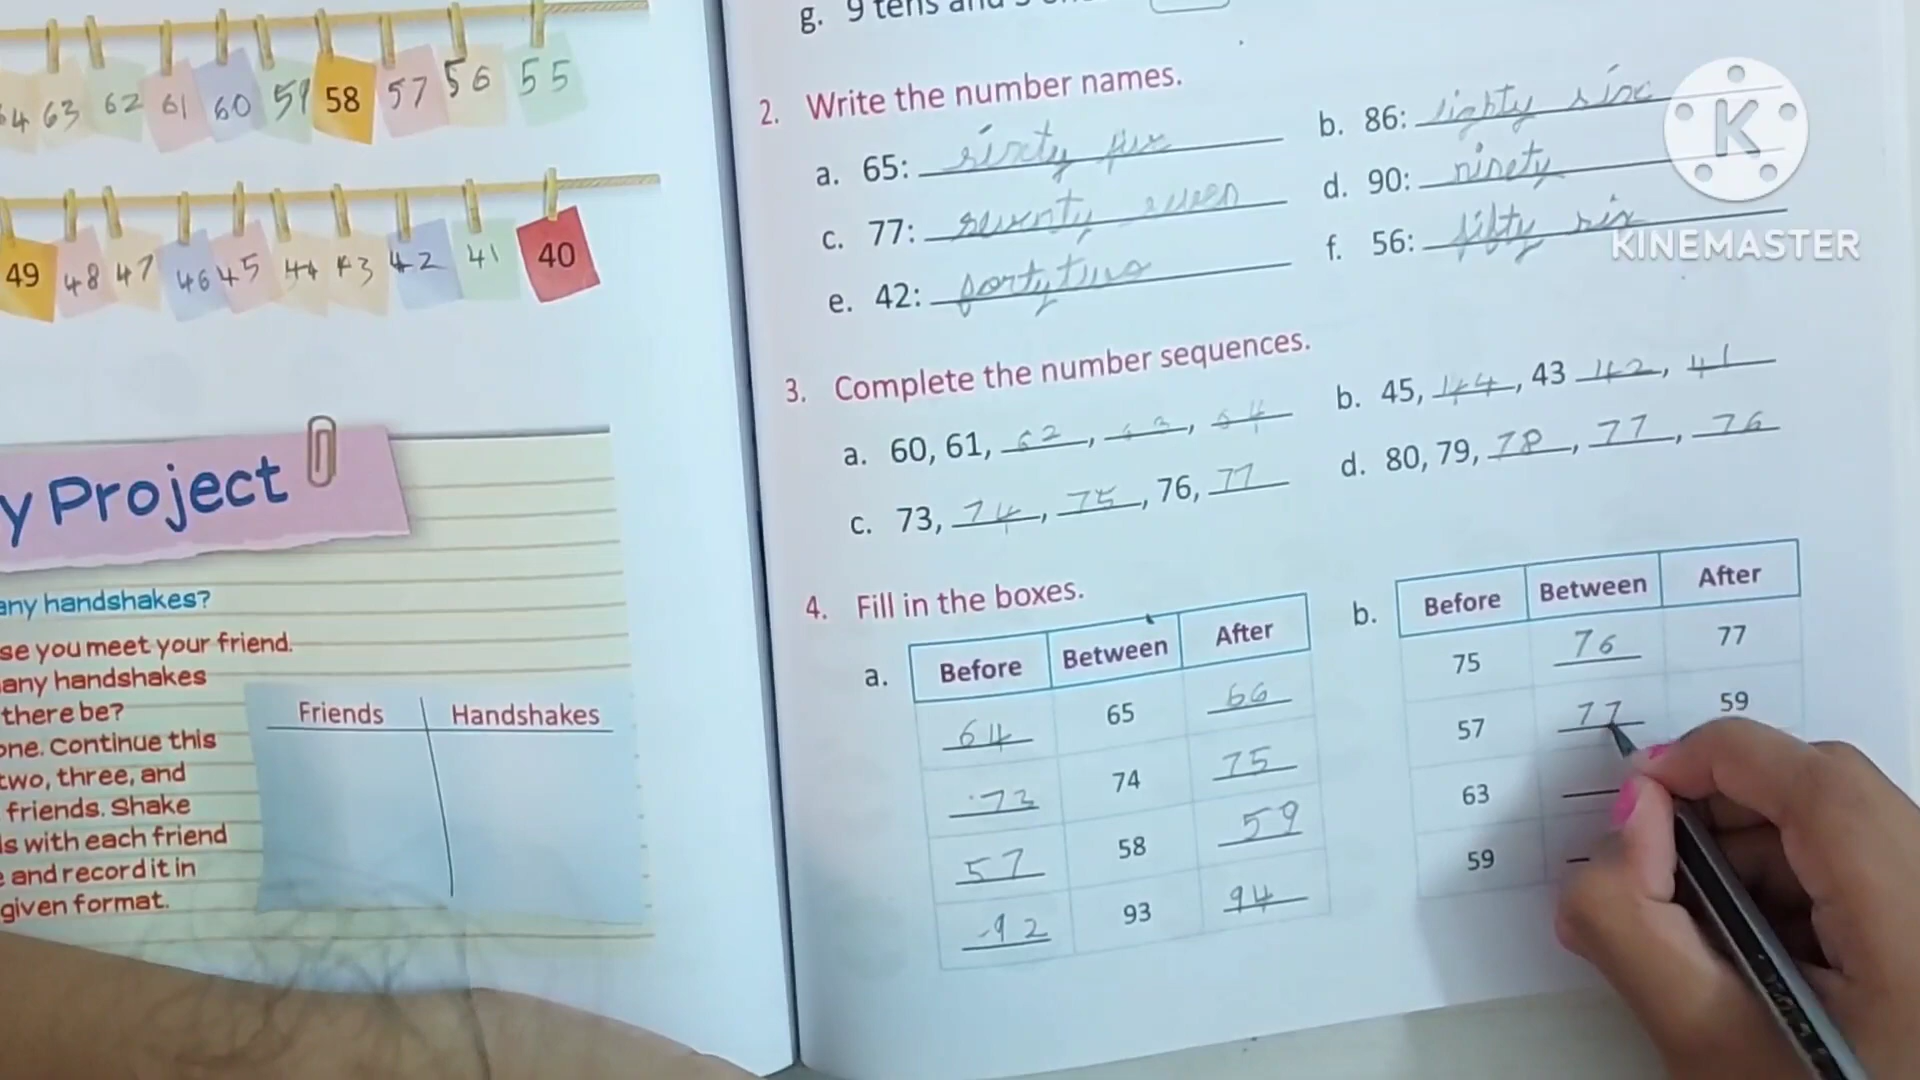 63 62 61 60 59 58 57 56 55
49 48 47 46 45 44 43 42 41 40
y Project
any handshakes?
se you meet your friend.
any handshakes
there be?
one. Continue this
two, three, and
friends. Shake
ls with each friend
and record it in
given format.
Friends Handshakes
g. 9 tens and
2. Write the number names.
a. 65: sixty five
b. 86: eighty six
c. 77: seventy seven
d. 90: ninety
e. 42: forty two
f. 56: fifty six
3. Complete the number sequences.
a. 60, 61, 62, 63, 64
b. 45, 44, 43 42, 41
c. 73, 74, 75, 76, 77
d. 80, 79, 78, 77, 76
4. Fill in the boxes.
a. Before Between After
64 65 66
73 74 75
57 58 59
92 93 94
b. Before Between After
75 76 77
57 77 59
63
59
K
KINEMASTER